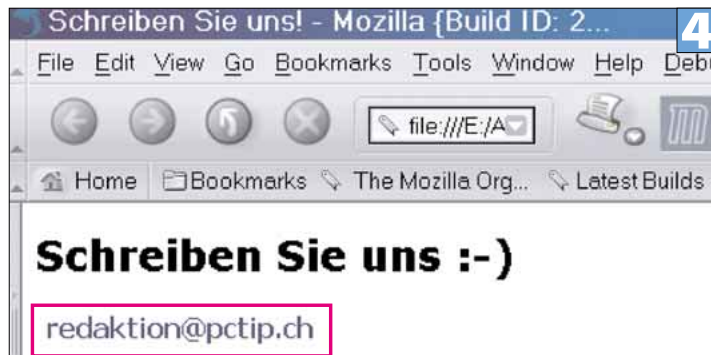 Schreiben Sie uns! - Mozilla {Build ID: 2...
4
File Edit View Go Bookmarks Tools Window Help Debu
file:///E:/A
Home Bookmarks The Mozilla Org... Latest Builds
Schreiben Sie uns :-)
redaktion@pctip.ch